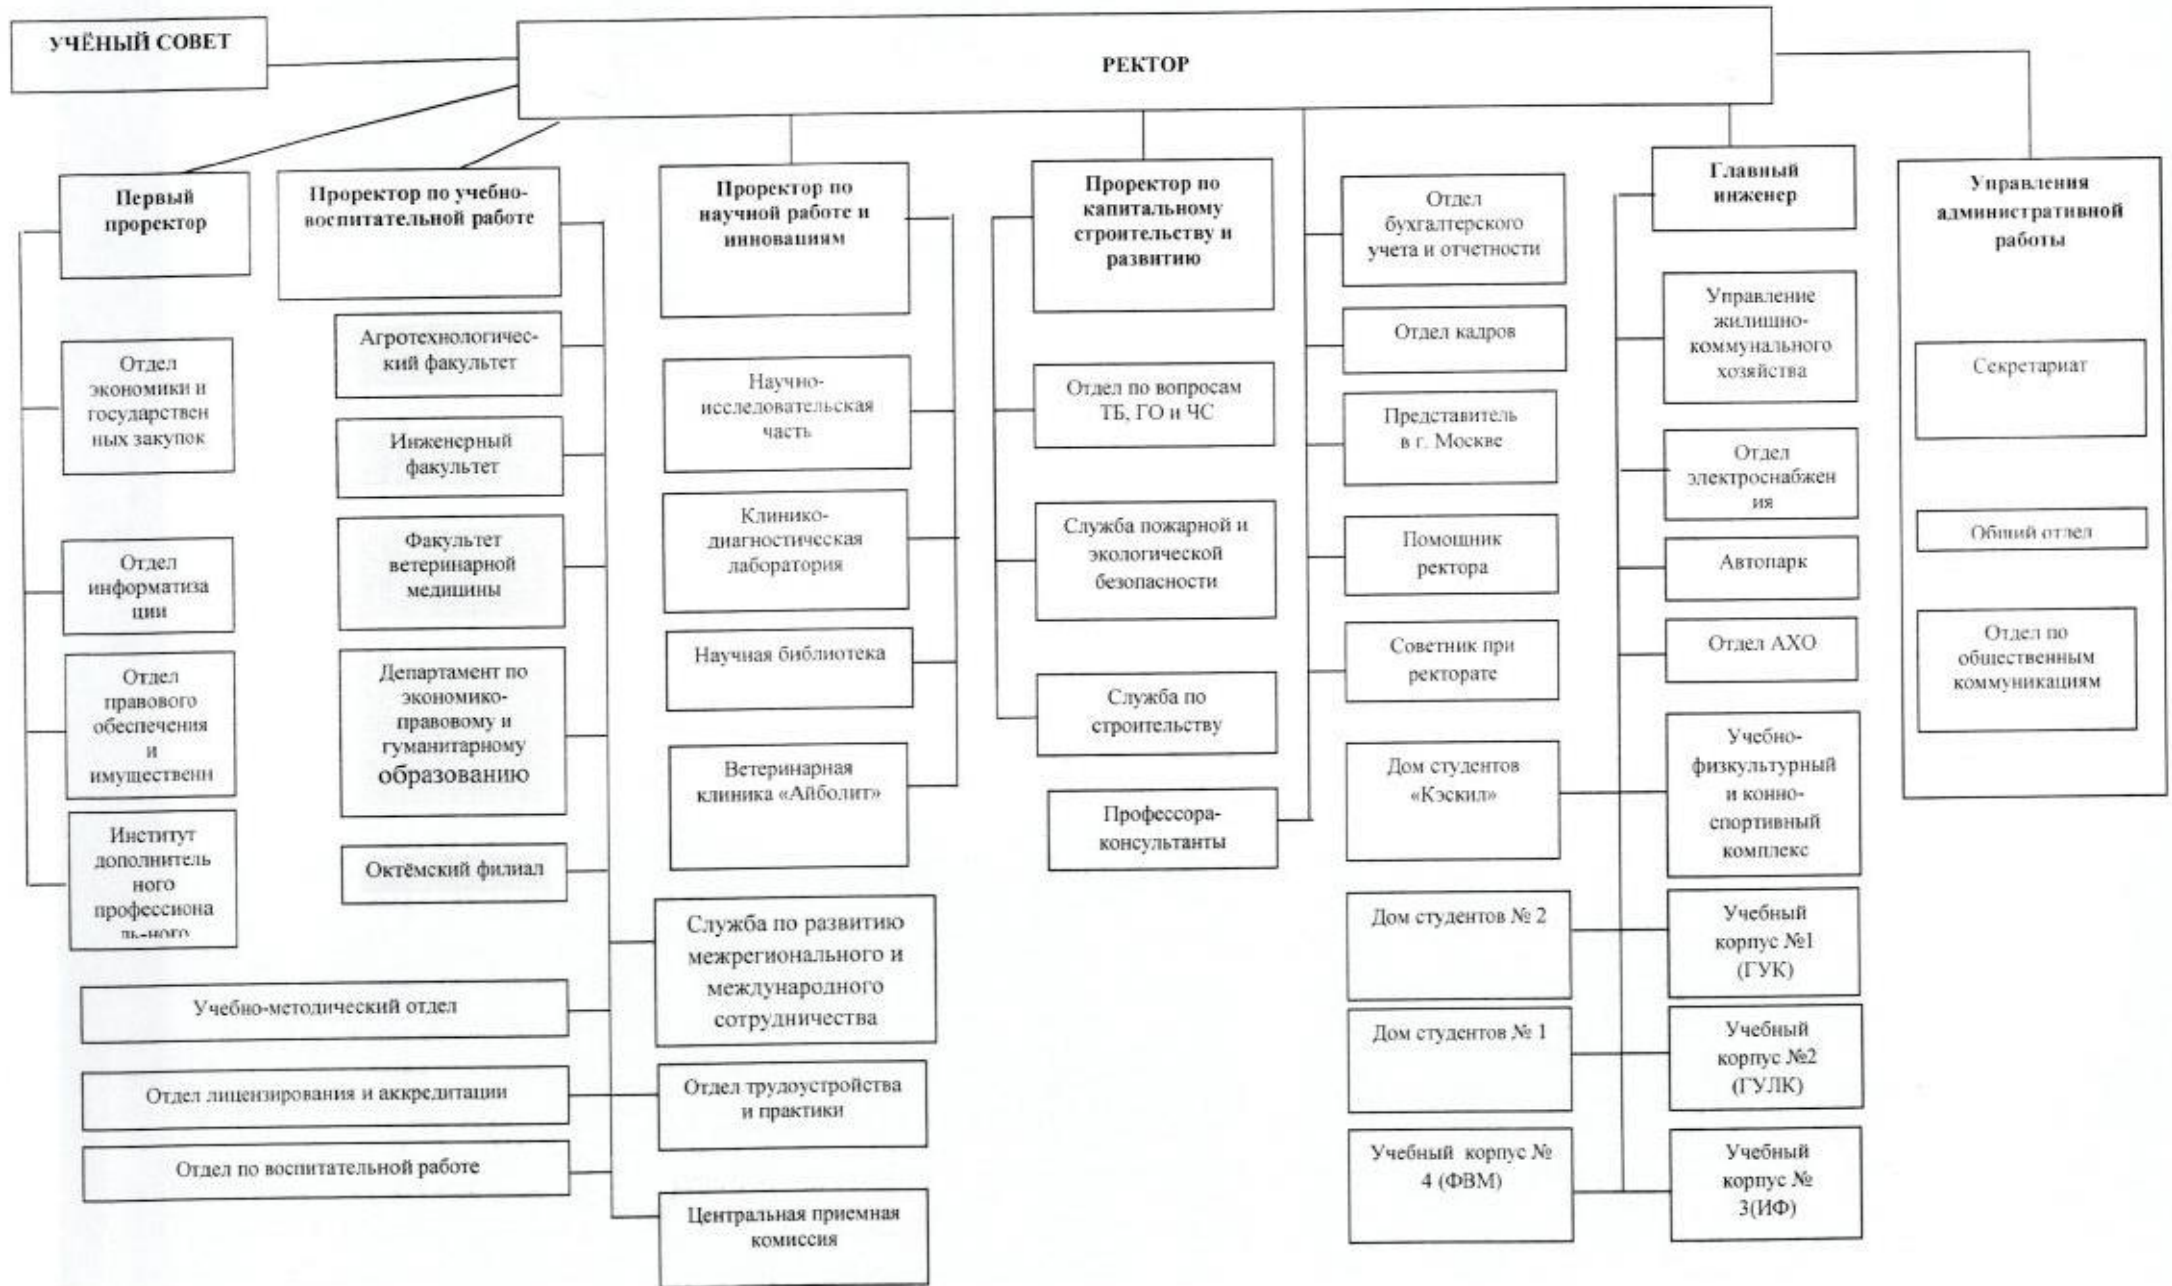 УЧЁНЫЙ СОВЕТ
РЕКТОР
Первый
проректор
Отдел
экономики и
государствен
ных закупок
Отдел
информатиза
ции
Отдел
правового
обеспечения
и
имущественн
Институт
дополнитель
ного
профессиона
ль-ного
Проректор по учебно-
воспитательной работе
Агротехнологичес-
кий факультет
Инженерный
факультет
Факультет
ветеринарной
медицины
Департамент по
экономико-
правовому и
гуманитарному
образованию
Октёмский филиал
Учебно-методический отдел
Отдел лицензирования и аккредитации
Отдел по воспитательной работе
Служба по развитию
межрегионального и
международного
сотрудничества
Отдел трудоустройства
и практики
Центральная приемная
комиссия
Проректор по
научной работе и
инновациям
Научно-
исследовательская
часть
Клинико-
диагностическая
лаборатория
Научная библиотека
Ветеринарная
клиника «Айболит»
Проректор по
капитальному
строительству и
развитию
Отдел по вопросам
ТБ, ГО и ЧС
Служба пожарной и
экологической
безопасности
Служба по
строительству
Профессора-
консультанты
Отдел
бухгалтерского
учета и отчетности
Отдел кадров
Представитель
в г. Москве
Помощник
ректора
Советник при
ректорате
Дом студентов
«Кэскил»
Дом студентов № 2
Дом студентов № 1
Учебный корпус №
4 (ФВМ)
Главный
инженер
Управление
жилищно-
коммунального
хозяйства
Отдел
электроснабжен
ия
Автопарк
Отдел АХО
Учебно-
физкультурный
и конно-
спортивный
комплекс
Учебный
корпус №1
(ГУК)
Учебный
корпус №2
(ГУЛК)
Учебный
корпус №
3(ИФ)
Управления
административной
работы
Секретариат
Общий отдел
Отдел по
общественным
коммуникациям